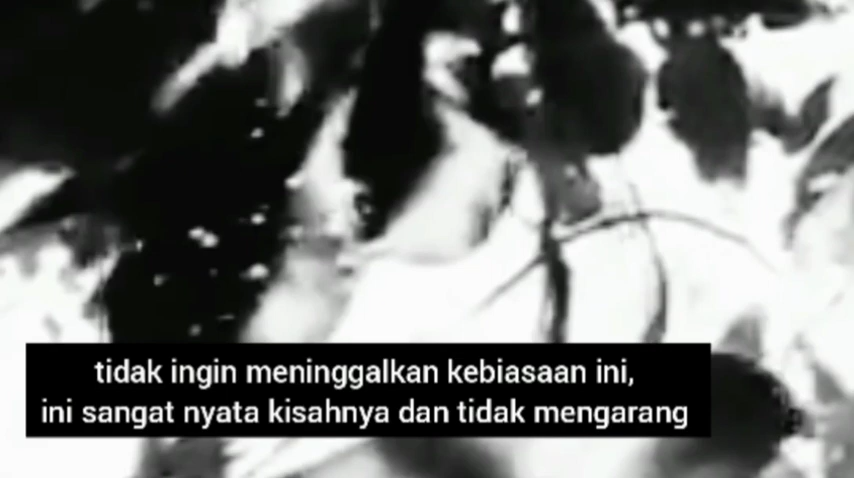 tidak ingin meninggalkan kebiasaan ini,
ini sangat nyata kisahnya dan tidak mengarang